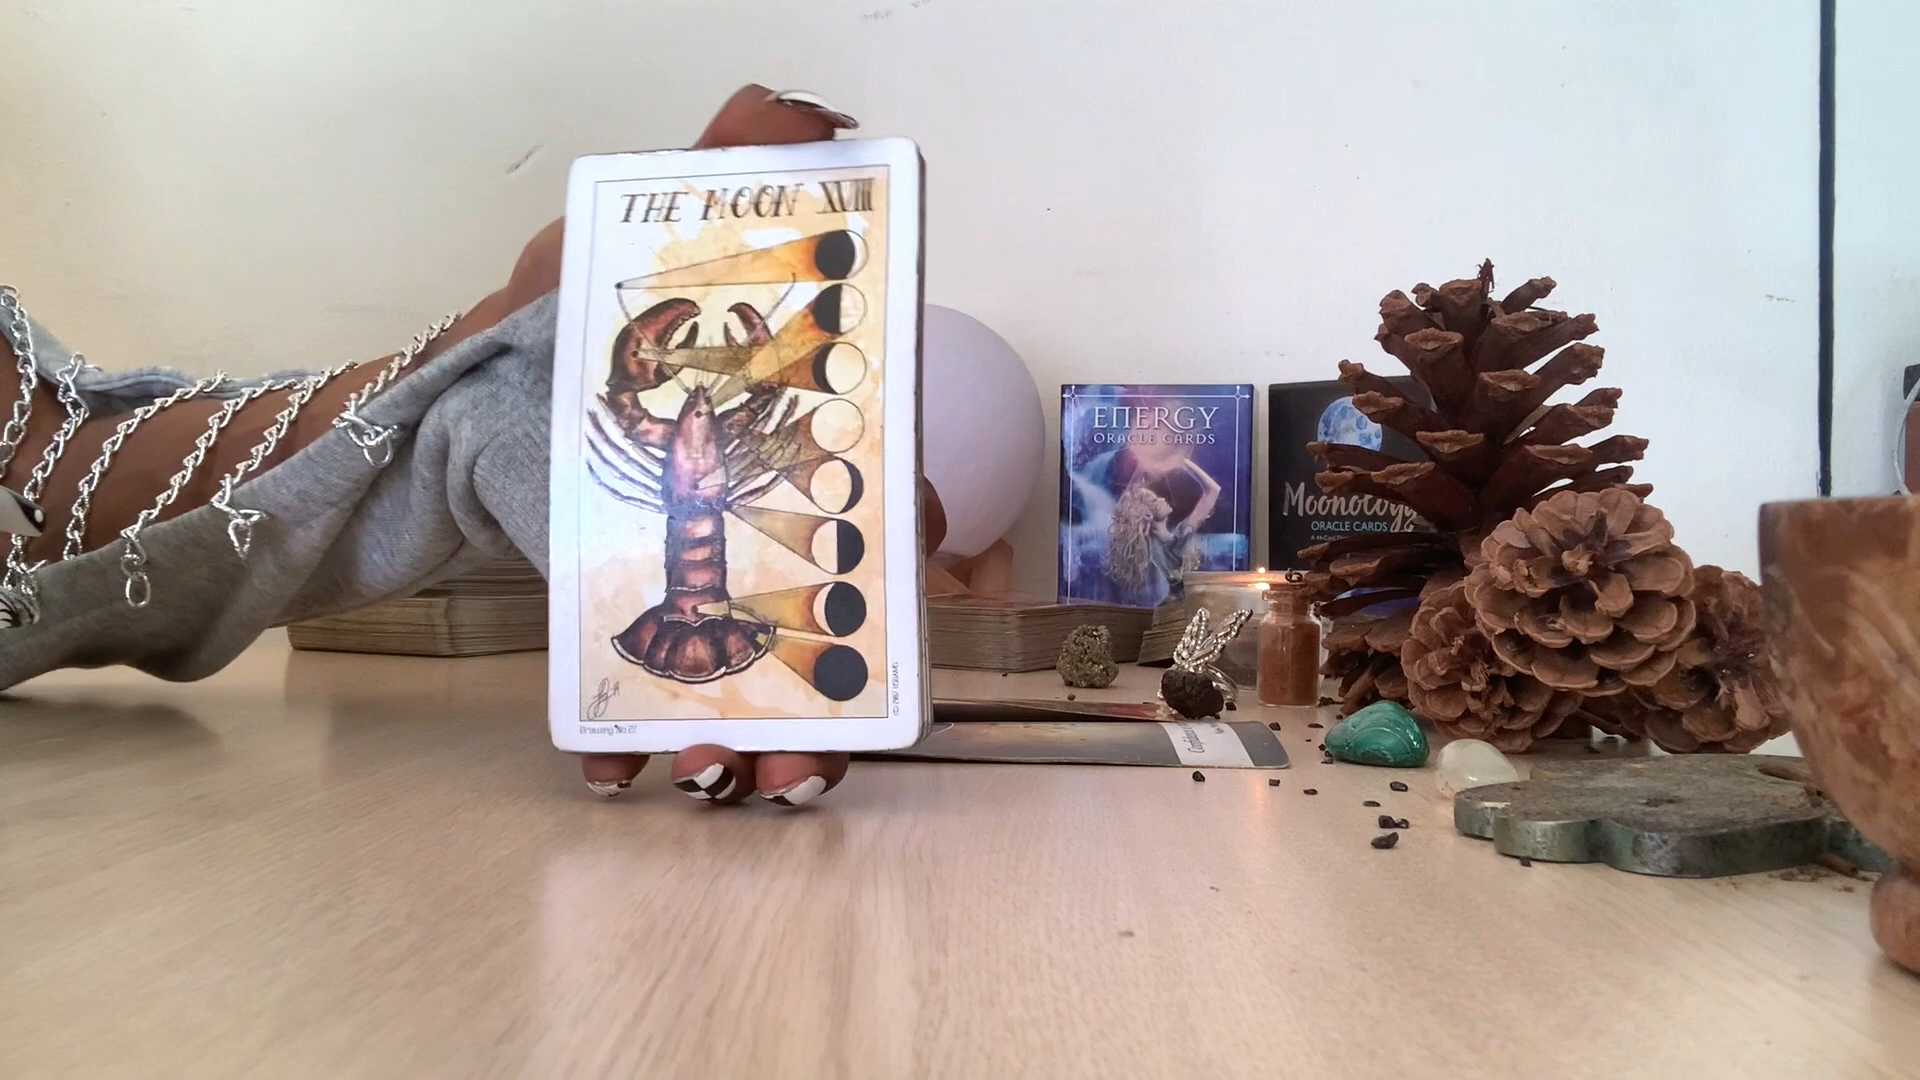 THE MOON XVIII
Drawing No: 27
ENERGY
ORACLE CARDS
Moonology
ORACLE CARDS